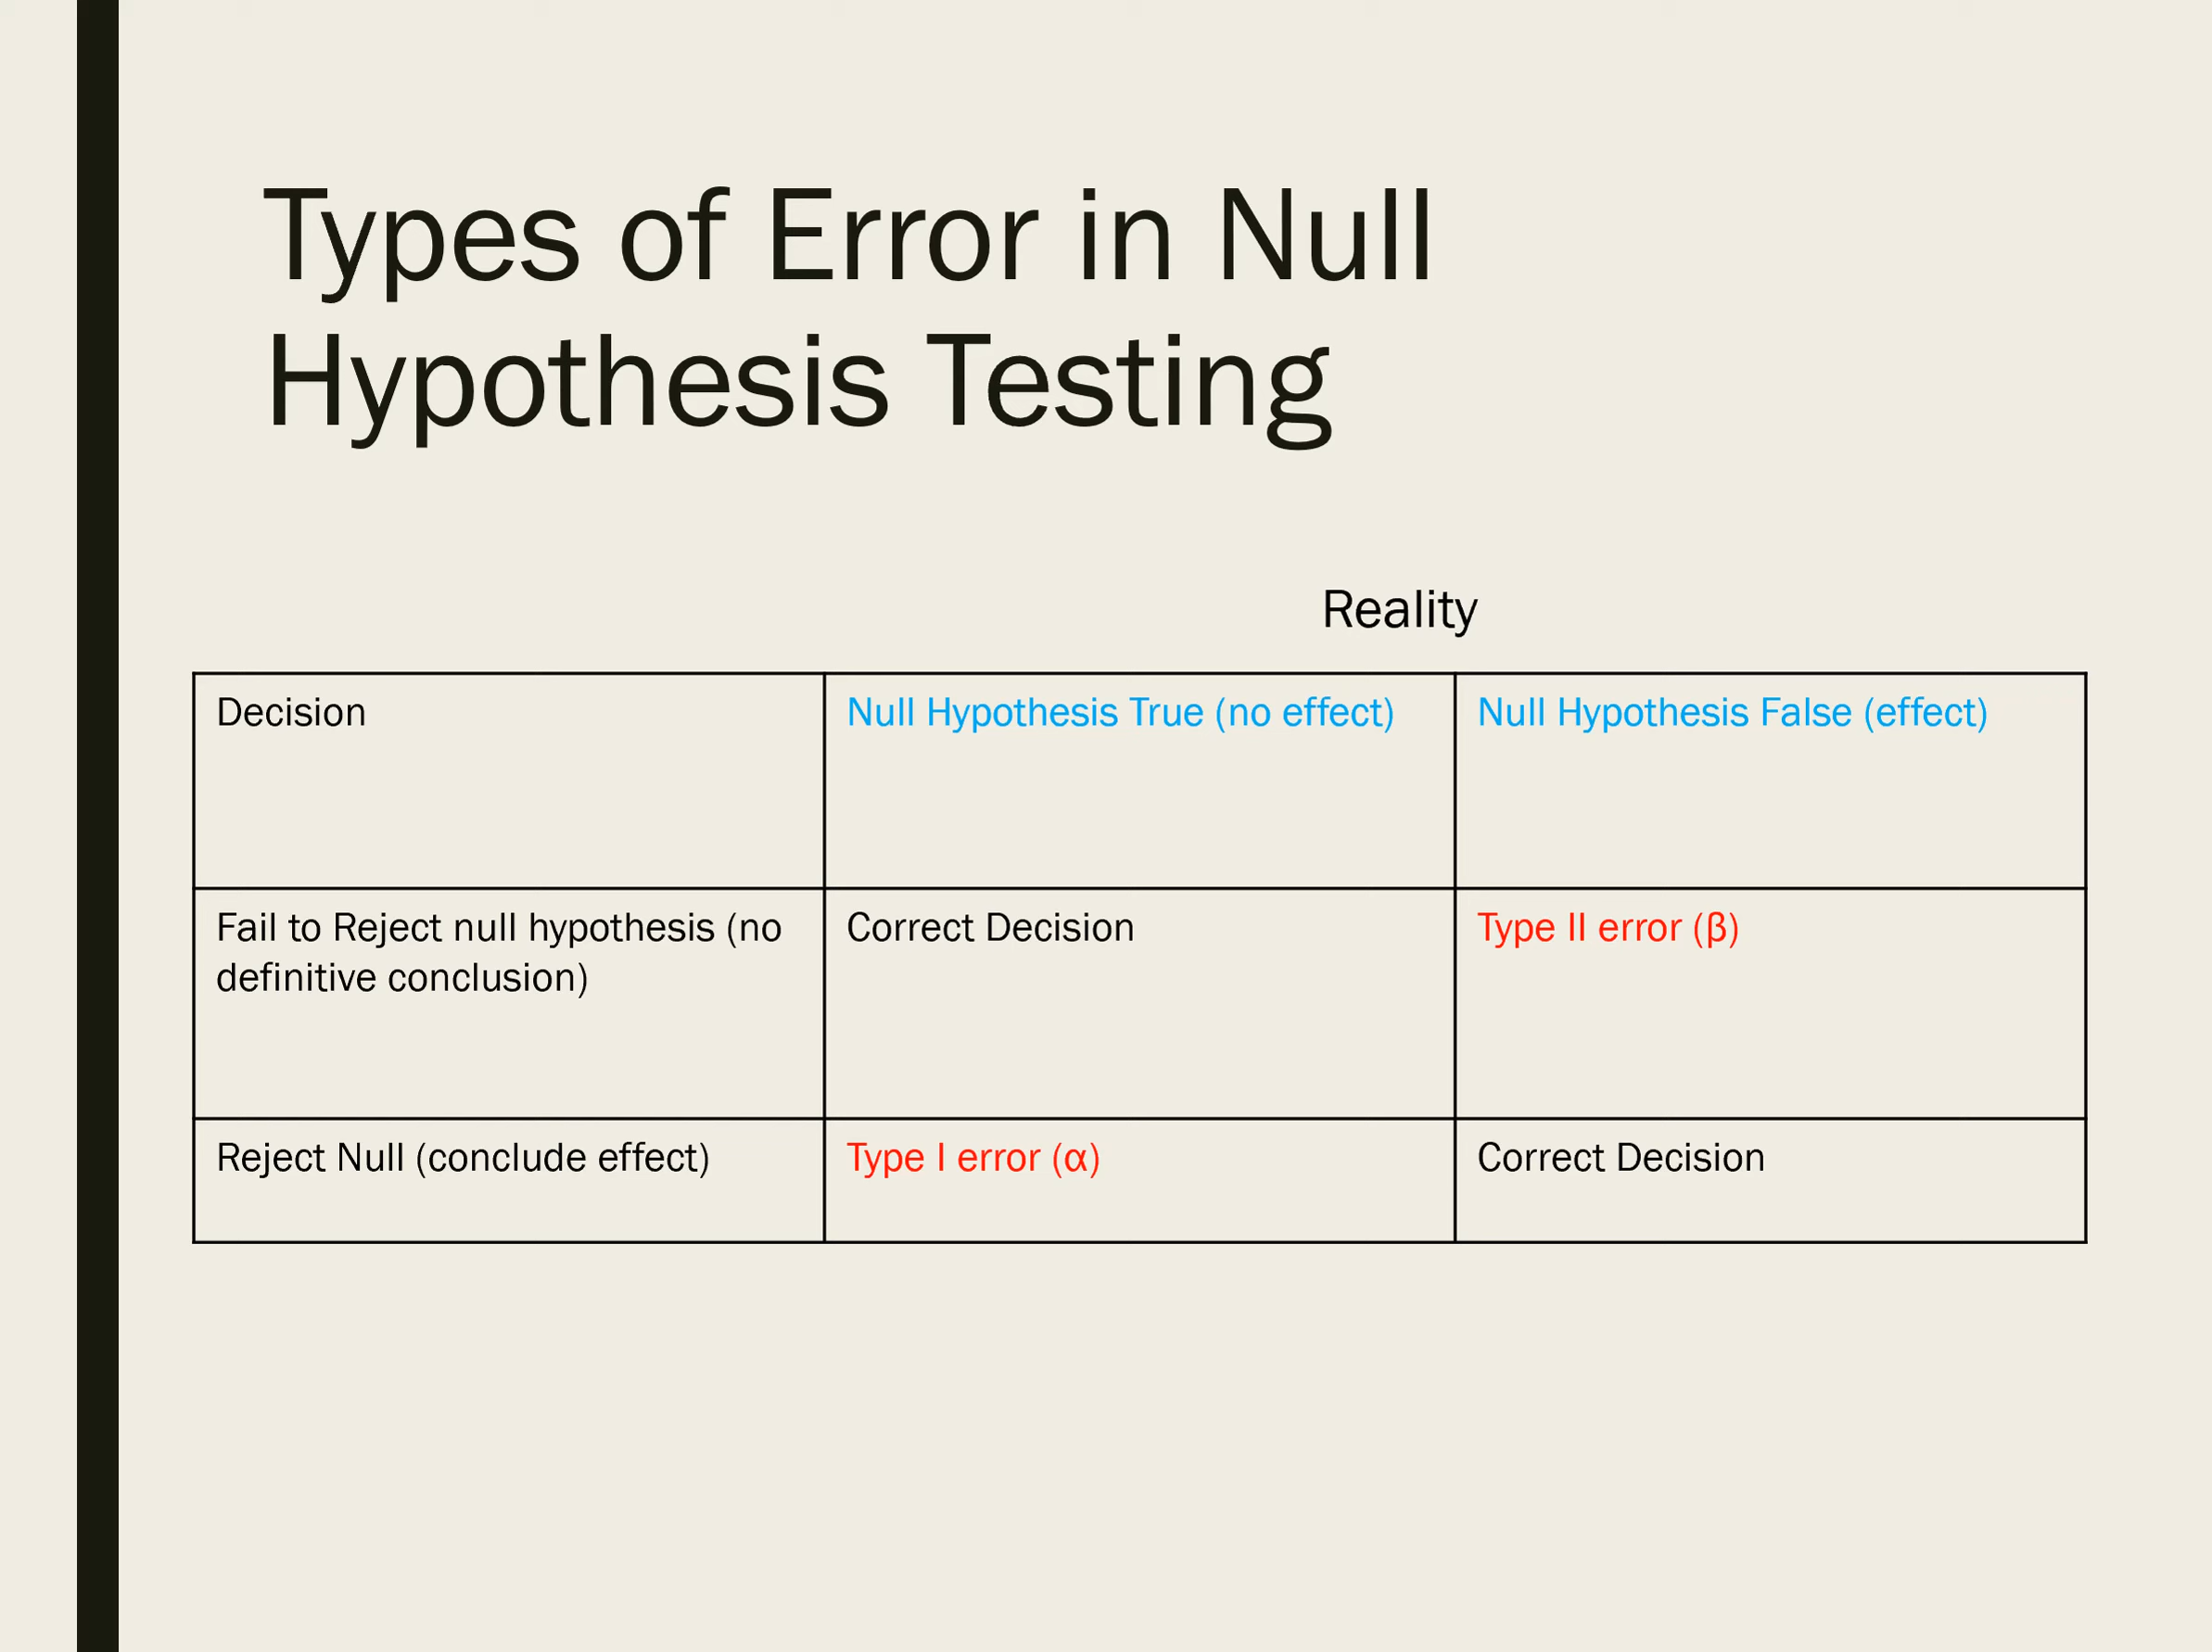 Types of Error in Null
Hypothesis Testing
Reality
Decision
Null Hypothesis True (no effect)
Null Hypothesis False (effect)
Fail to Reject null hypothesis (no
definitive conclusion)
Correct Decision
Type II error (β)
Reject Null (conclude effect)
Type I error (α)
Correct Decision